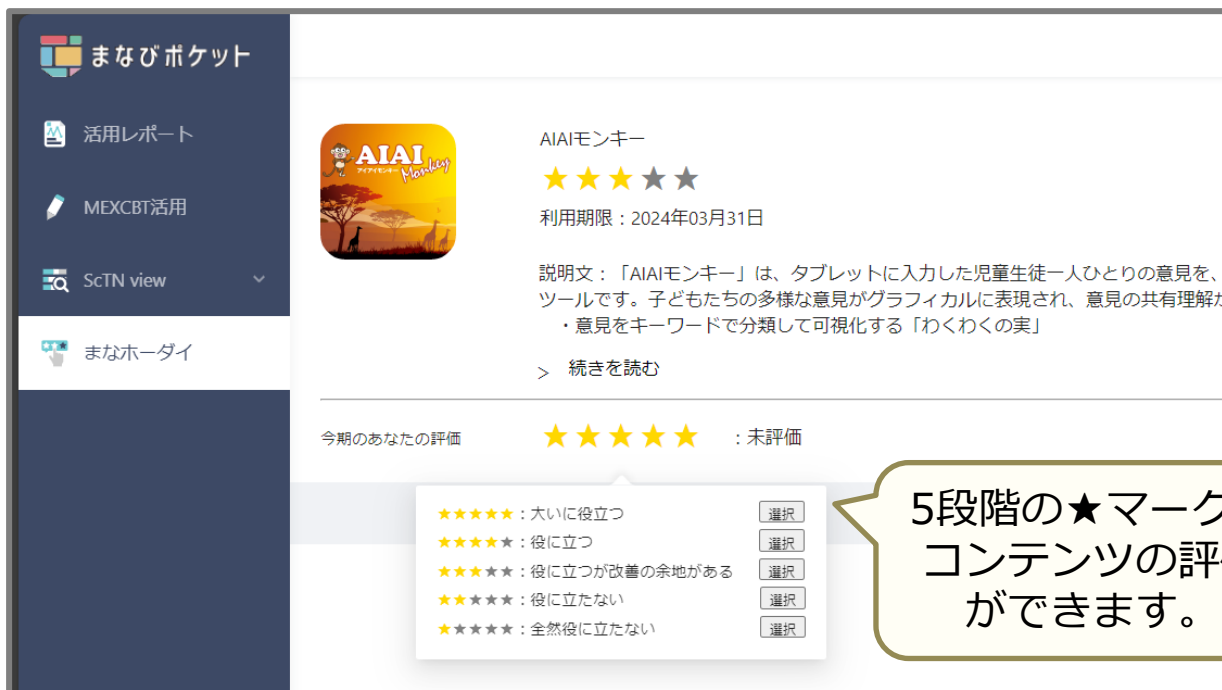 まなびポケット
活用レポート
MEXCBT活用
ScTN view
まなホーダイ
AIAI
アイアイモンキー
Monkey
AIAIモンキー
★★★★★
利用期限：2024年03月31日
説明文：「AIAIモンキー」は、タブレットに入力した児童生徒一人ひとりの意見を、
ツールです。子どもたちの多様な意見がグラフィカルに表現され、意見の共有理解が
・意見をキーワードで分類して可視化する「わくわくの実」
> 続きを読む
今期のあなたの評価 ★★★★★ ：未評価
★★★★★：大いに役立つ 選択
★★★★★：役に立つ 選択
★★★★★：役に立つが改善の余地がある 選択
★★★★★：役に立たない 選択
★★★★★：全然役に立たない 選択
5段階の★マーク
コンテンツの評
ができます。